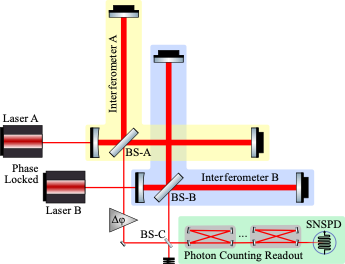 Laser A
Interferometer A
BS-A
Phase
Locked
Laser B
Interferometer B
BS-B
Δφ
BS-C
...
SNSPD
Photon Counting Readout